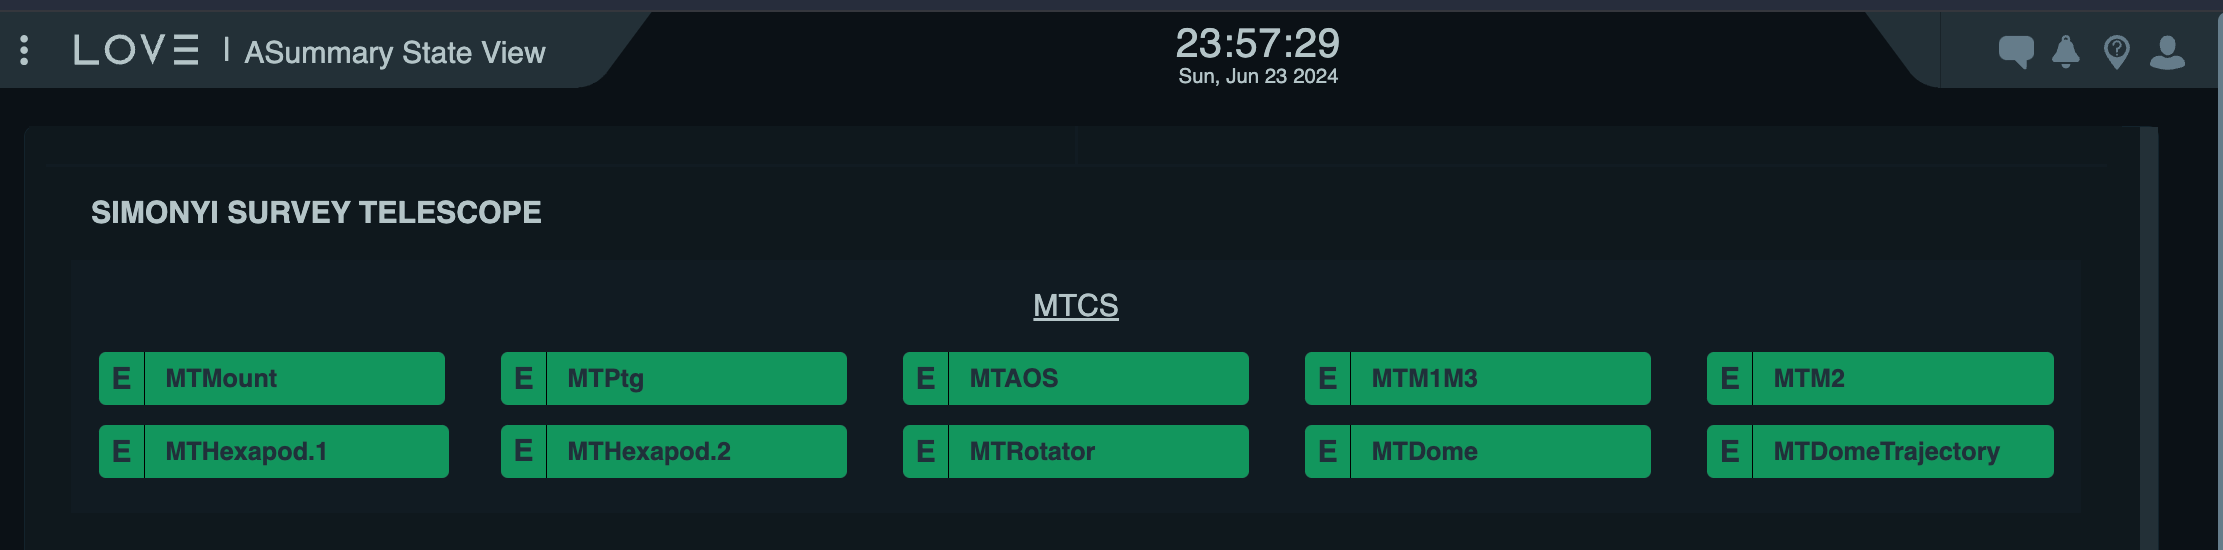 LOVE | ASummary State View
23:57:29
Sun, Jun 23 2024
?
SIMONYI SURVEY TELESCOPE
MTCS
E MTMount E MTPtg E MTAOS E MTM1M3 E MTM2
E MTHexapod.1 E MTHexapod.2 E MTRotator E MTDome E MTDomeTrajectory